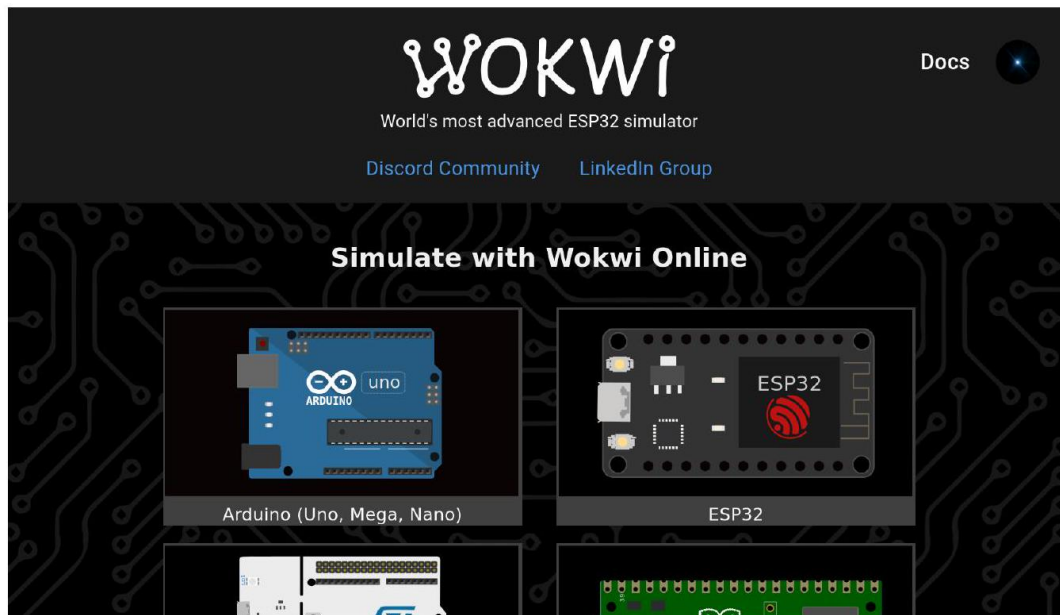 WOKWi
Docs
World's most advanced ESP32 simulator
Discord Community LinkedIn Group
Simulate with Wokwi Online
uno
ARDUINO
ESP32
Arduino (Uno, Mega, Nano)
ESP32